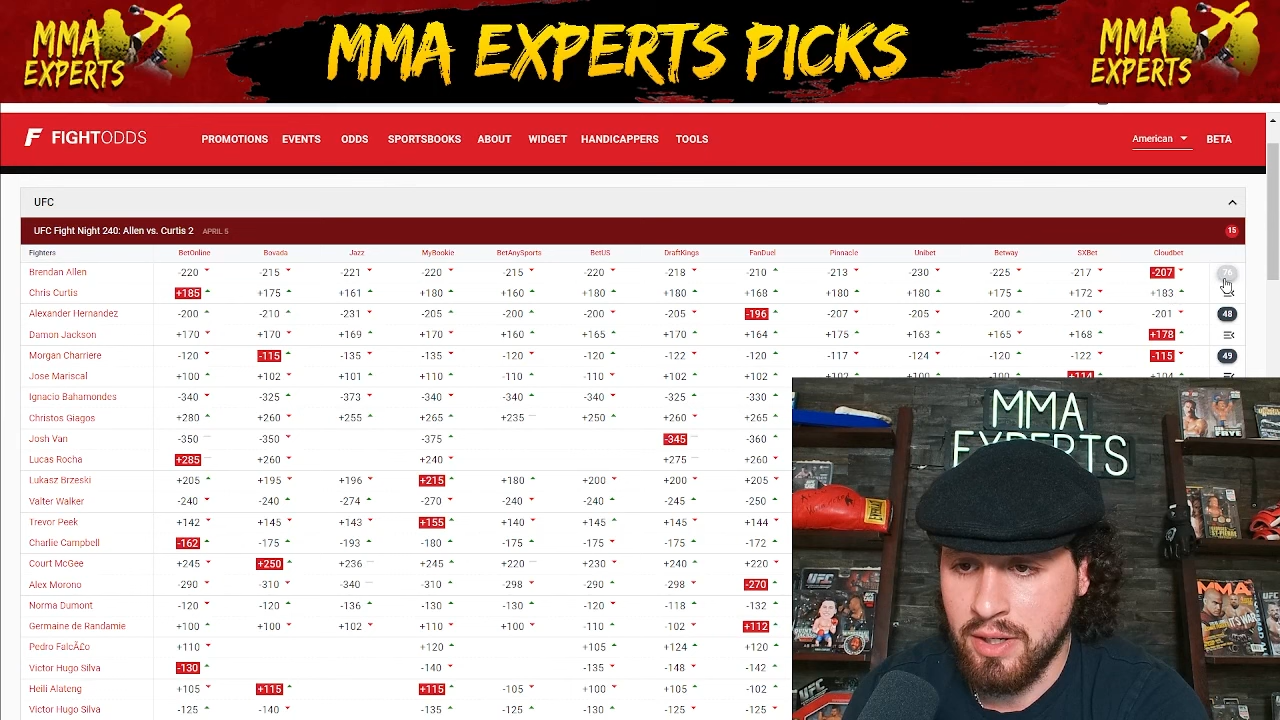 MMA EXPERTS MMA EXPERTS PICKS MMA EXPERTS
FIGHTODDS PROMOTIONS EVENTS ODDS SPORTSBOOKS ABOUT WIDGET HANDICAPPERS TOOLS American BETA
UFC
UFC Fight Night 240: Allen vs. Curtis 2 APRIL 5 15
Fighters BetOnline Bovada Jazz MyBookie BetAnySports BetUS DraftKings FanDuel Pinnacle Unibet Betway SXBet Cloudbet
Brendan Allen -220 -215 -221 -220 -215 -220 -218 -210 -213 -230 -225 -217 -207 76
Chris Curtis +185 +175 +161 +180 +160 +180 +180 +168 +180 +180 +175 +172 +183
Alexander Hernandez -200 -210 -231 -205 -200 -200 -205 -196 -207 -205 -200 -210 -201 48
Damon Jackson +170 +170 +169 +170 +160 +165 +170 +164 +175 +163 +165 +168 +178
Morgan Charriere -120 -115 -135 -135 -120 -120 -122 -120 -117 -124 -120 -122 -115 49
Jose Mariscal +100 +102 +101 +110 -110 -110 +102 +102 +102 +100 +100 +114 +104
Ignacio Bahamondes -340 -325 -373 -340 -340 -340 -325 -330
Christos Giagos +280 +260 +255 +265 +235 +250 +260 +265
Josh Van -350 -350 -375 -345 -360
Lucas Rocha +285 +260 +240 +275 +260
Lukasz Brzeski +205 +195 +196 +215 +180 +200 +200 +205
Valter Walker -240 -240 -274 -270 -240 -240 -245 -250
Trevor Peek +142 +145 +143 +155 +140 +145 +145 +144
Charlie Campbell -162 -175 -193 -180 -175 -175 -175 -172
Court McGee +245 +250 +236 +245 +220 +230 +240 +220
Alex Morono -290 -310 -340 -310 -298 -290 -298 -270
Norma Dumont -120 -120 -136 -130 -130 -120 -118 -132
Germaine de Randamie +100 +100 +102 +110 +100 -110 -102 +112
Pedro FalcÃ£o +110 +120 +105 +124 +120
Victor Hugo Silva -130 -140 -135 -148 -142
Heili Alateng +105 +115 +115 -105 +100 +105 -102
Victor Hugo Silva -125 -140 -135 -125 -130 -125 -125
MMA
EXPERTS
FRYE
UFC
MMA
UFC